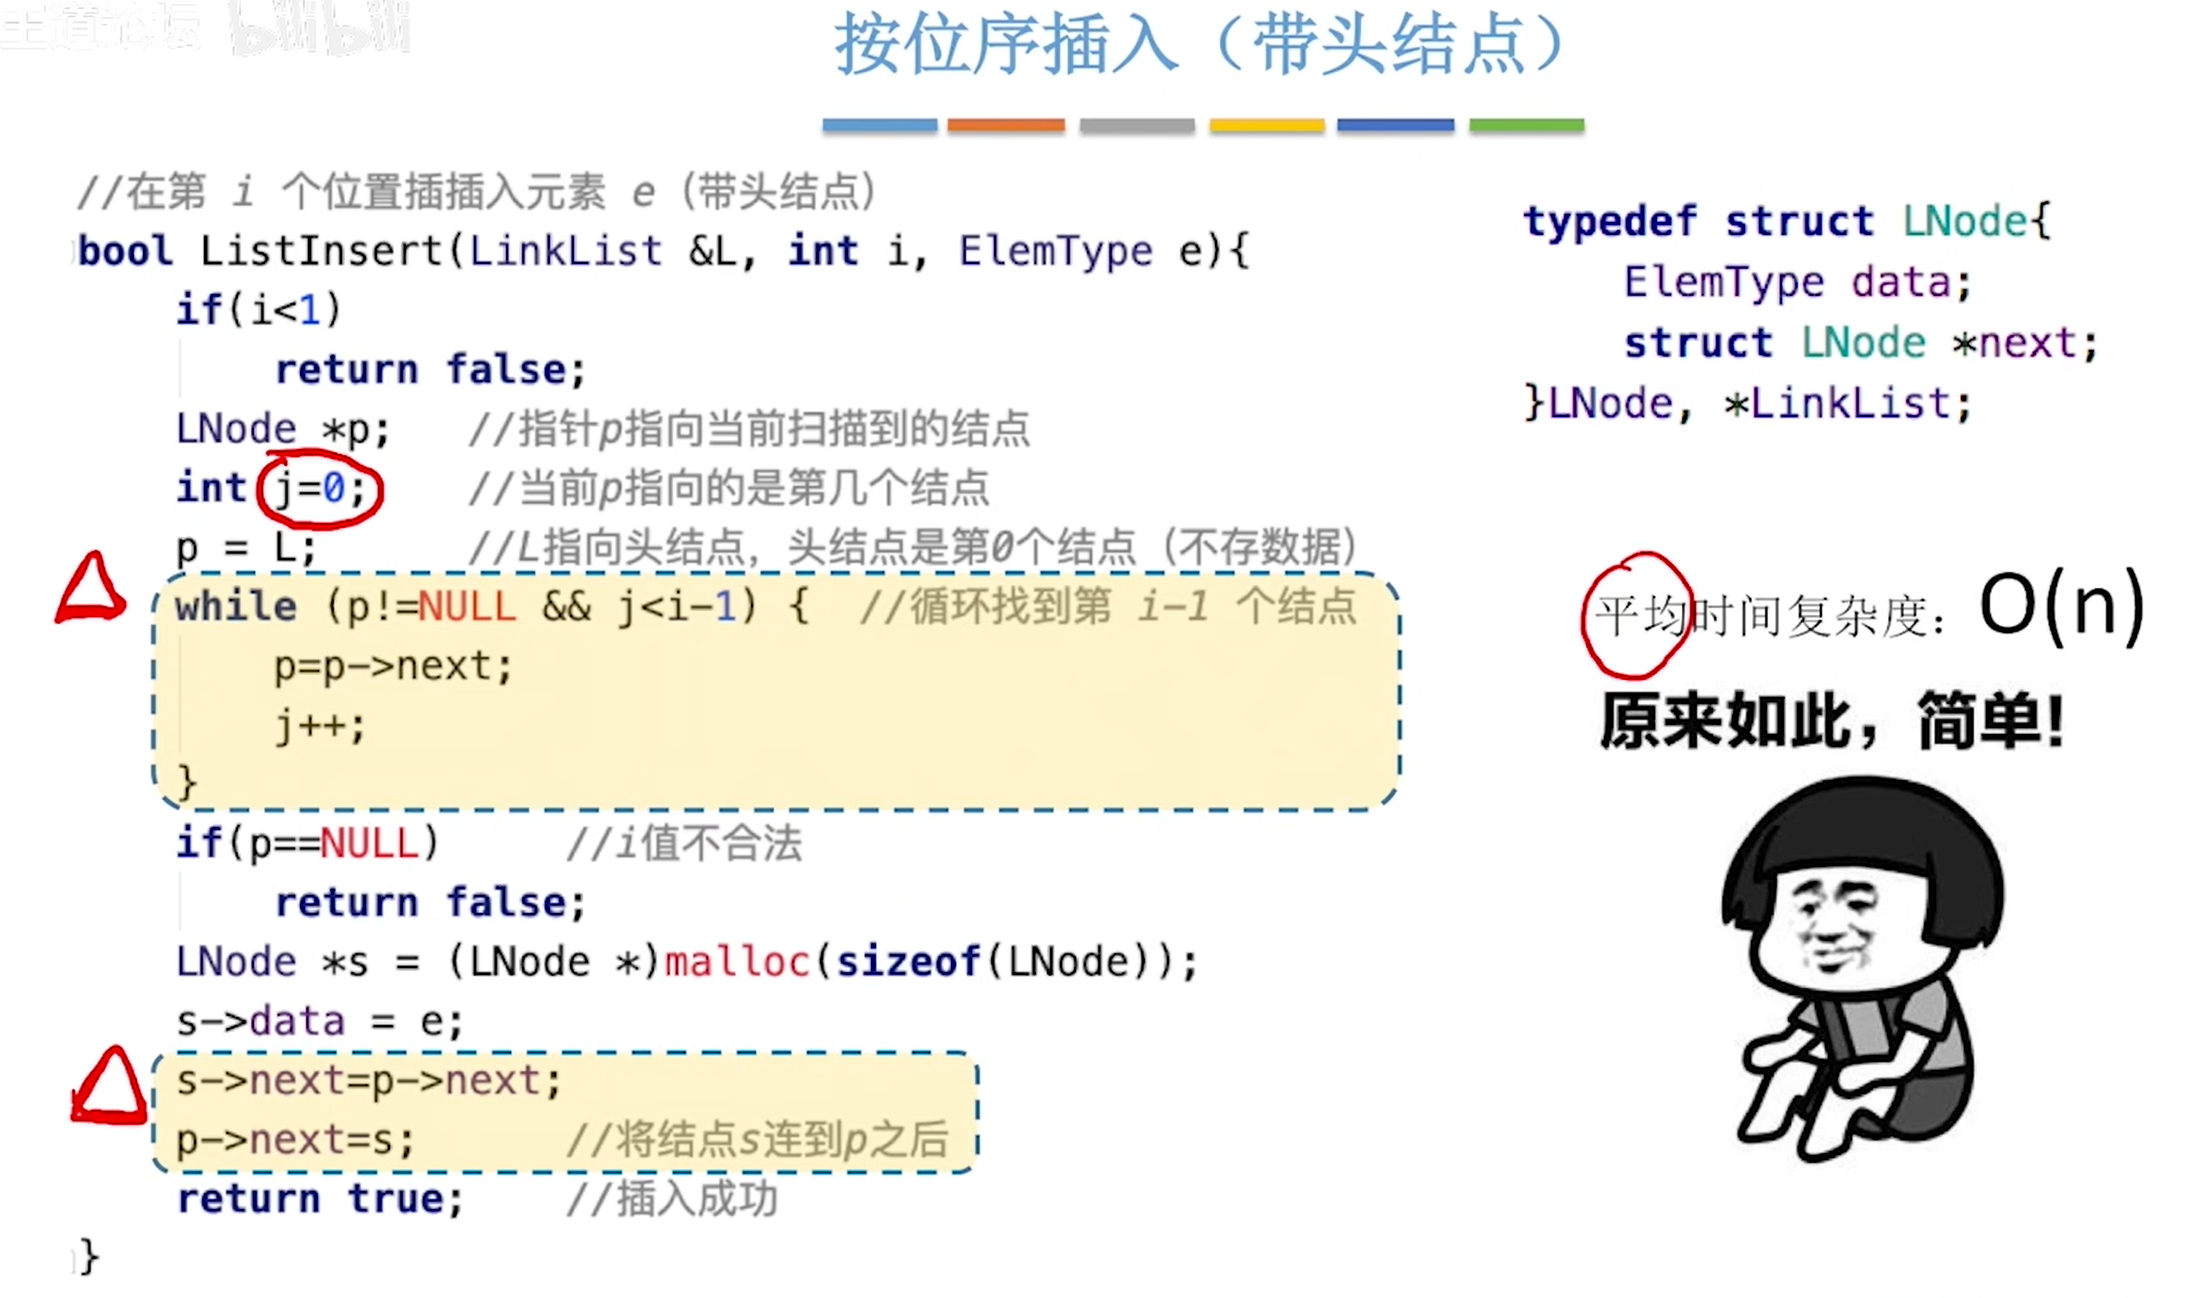 王道论坛 bilibili
按位序插入（带头结点）
//在第 i 个位置插插入元素 e（带头结点）
bool ListInsert(LinkList &L, int i, ElemType e){
if(i<1)
return false;
LNode *p; //指针p指向当前扫描到的结点
int j=0; //当前p指向的是第几个结点
p = L; //L指向头结点，头结点是第0个结点（不存数据）
while (p!=NULL && j<i-1) { //循环找到第 i-1 个结点
p=p->next;
j++;
}
if(p==NULL) //i值不合法
return false;
LNode *s = (LNode *)malloc(sizeof(LNode));
s->data = e;
s->next=p->next;
p->next=s; //将结点s连到p之后
return true; //插入成功
}
typedef struct LNode{
ElemType data;
struct LNode *next;
}LNode, *LinkList;
平均时间复杂度：O(n)
原来如此，简单！